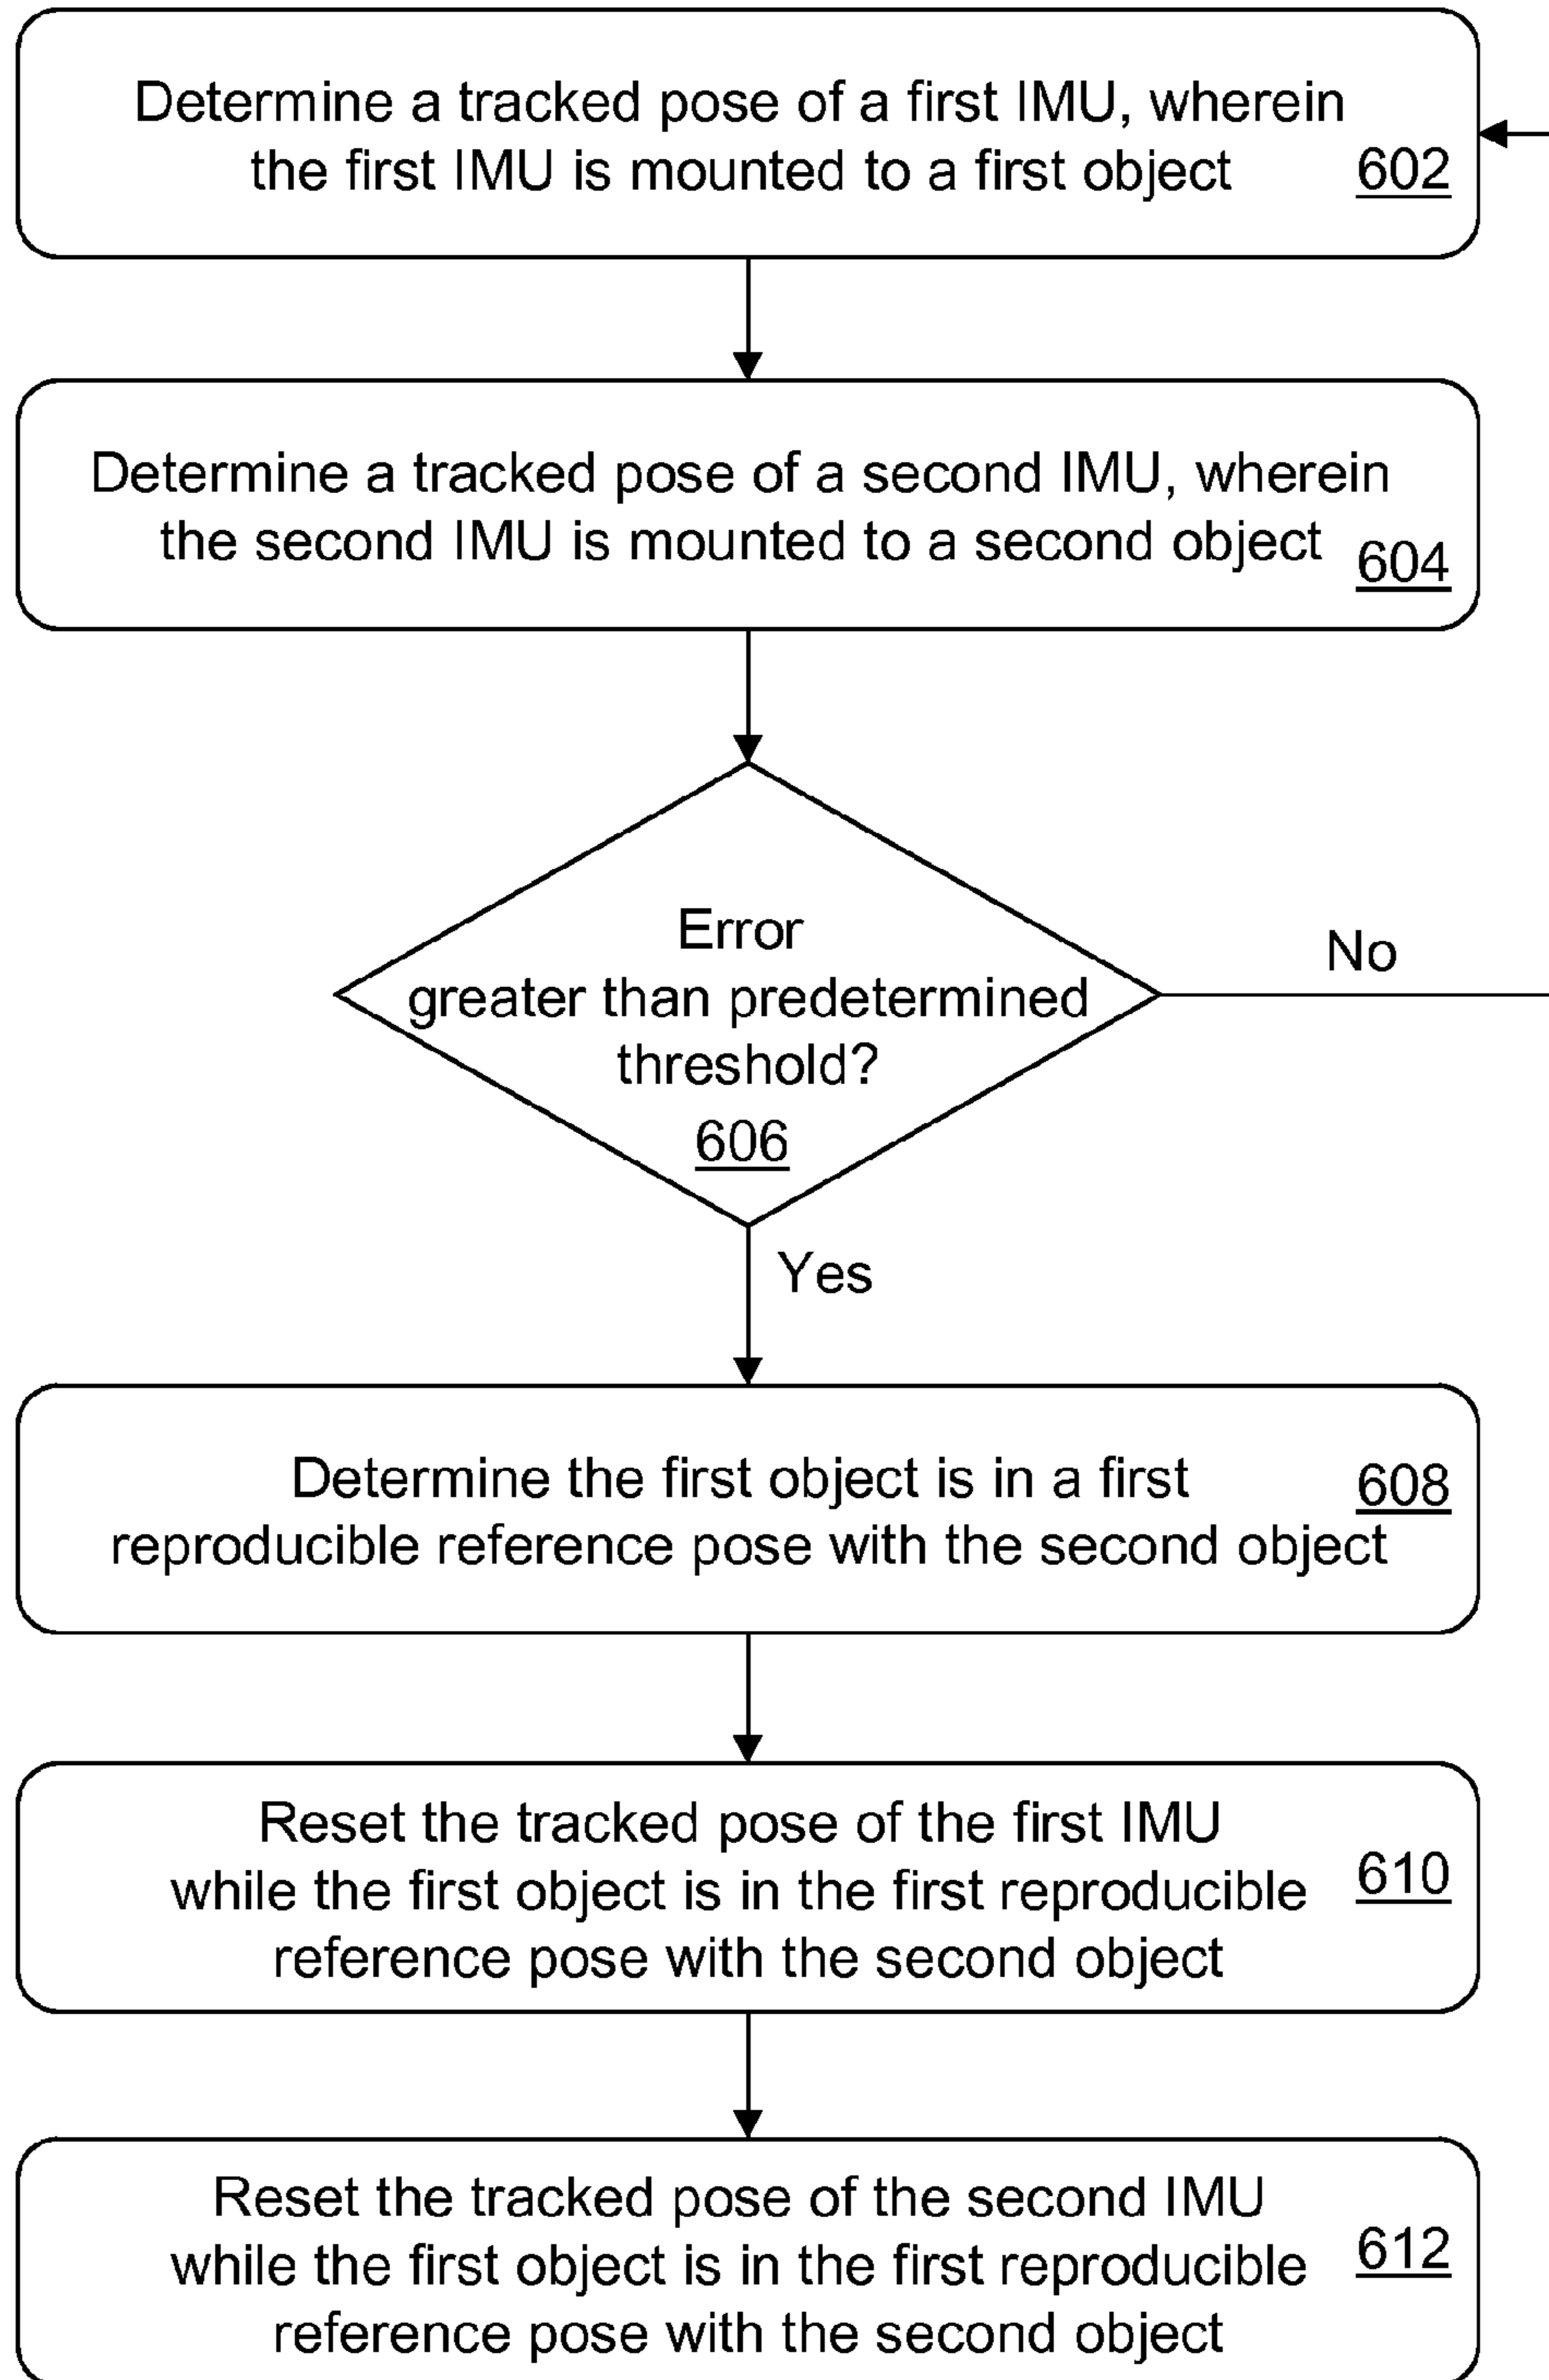 Determine a tracked pose of a first IMU, wherein
the first IMU is mounted to a first object
602
Determine a tracked pose of a second IMU, wherein
the second IMU is mounted to a second object
604
Error
greater than predetermined
threshold?
606
No
Yes
Determine the first object is in a first
reproducible reference pose with the second object
608
Reset the tracked pose of the first IMU
while the first object is in the first reproducible
reference pose with the second object
610
Reset the tracked pose of the second IMU
while the first object is in the first reproducible
reference pose with the second object
612